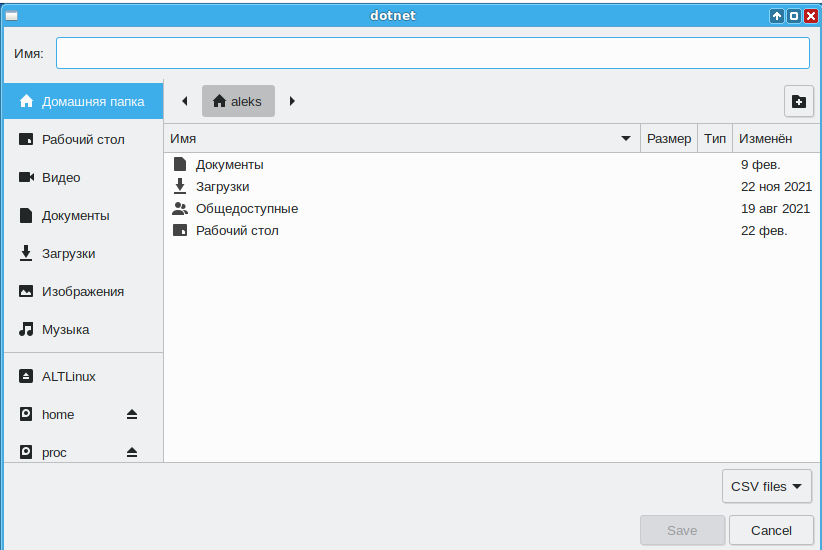 dotnet
Имя:
Домашняя папка
aleks
Рабочий стол
Видео
Документы
Загрузки
Изображения
Музыка
ALTLinux
home
proc
Имя Размер Тип Изменён
Документы 9 фев.
Загрузки 22 ноя 2021
Общедоступные 19 авг 2021
Рабочий стол 22 фев.
CSV files
Save Cancel